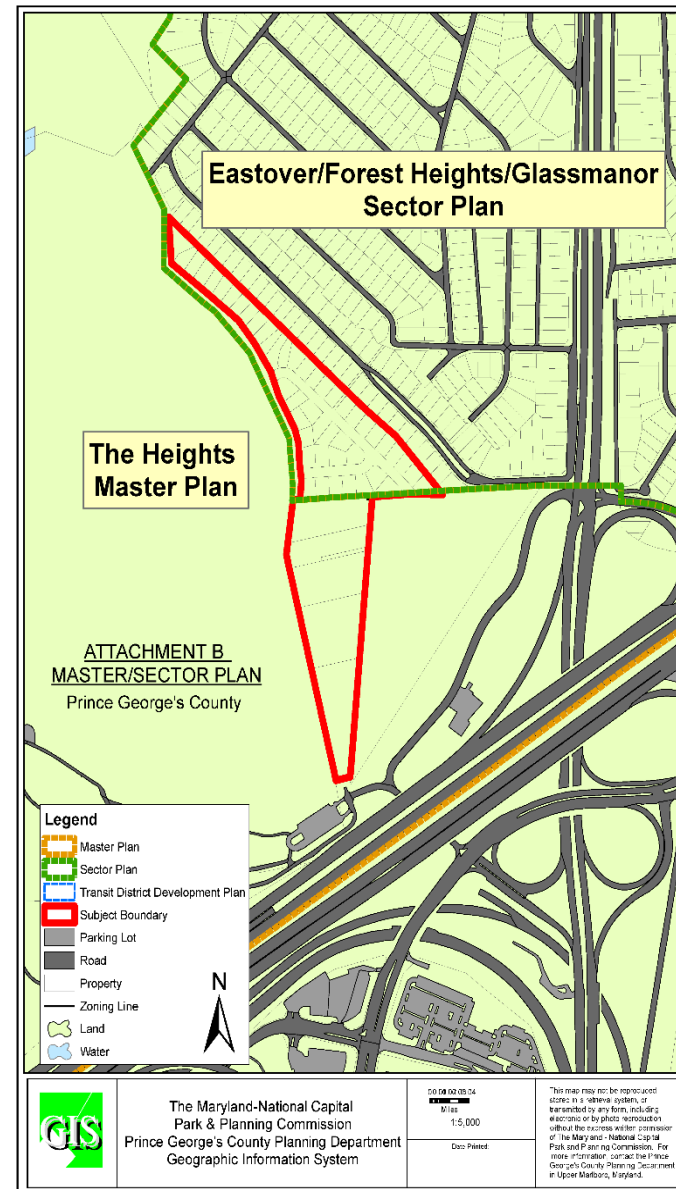 Eastover/Forest Heights/Glassmanor
Sector Plan
The Heights
Master Plan
ATTACHMENT B
MASTER/SECTOR PLAN
Prince George's County
Legend
Master Plan
Sector Plan
Transit District Development Plan
Subject Boundary
Parking Lot
Road
Property
Zoning Line
Land
Water
N
GIS
The Maryland-National Capital
Park & Planning Commission
Prince George's County Planning Department
Geographic Information System
Miles
1:5,000
Date Printed:
This map may not be reproduced
stored in a retrieval system, or
transmitted by any form, including
electronic or by photo reproduction
without the express written permission
of The Maryland - National Capital
Park and Planning Commission. For
more information, contact the Prince
George's County Planning Department
in Upper Marlboro, Maryland.